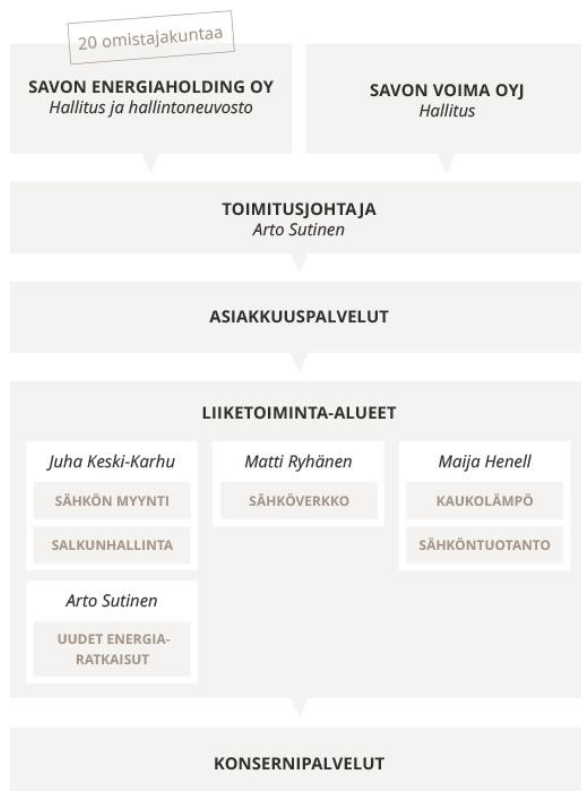 20 omistajakuntaa
SAVON ENERGIAHOLDING OY
Hallitus ja hallintoneuvosto
SAVON VOIMA OYJ
Hallitus
TOIMITUSJOHTAJA
Arto Sutinen
ASIAKKUUSPALVELUT
LIIKETOIMINTA-ALUEET
Juha Keski-Karhu
SÄHKÖN MYYNTI
SALKUNHALLINTA
Matti Ryhänen
SÄHKÖVERKKO
Maija Henell
KAUKOLÄMPÖ
SÄHKÖNTUOTANTO
Arto Sutinen
UUDET ENERGIA-
RATKAISUT
KONSERNIPALVELUT